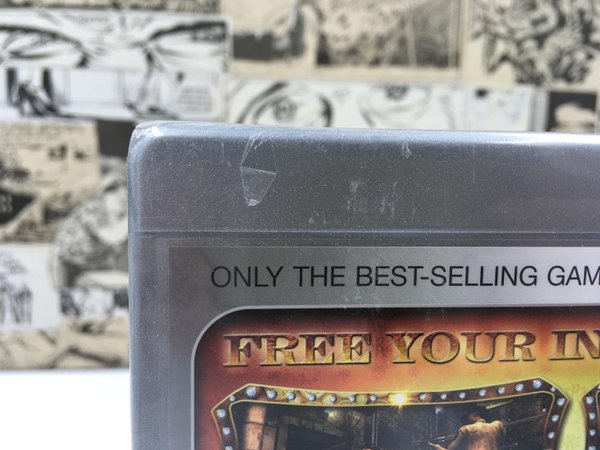 ONLY THE BEST-SELLING GAM
FREE YOUR IN